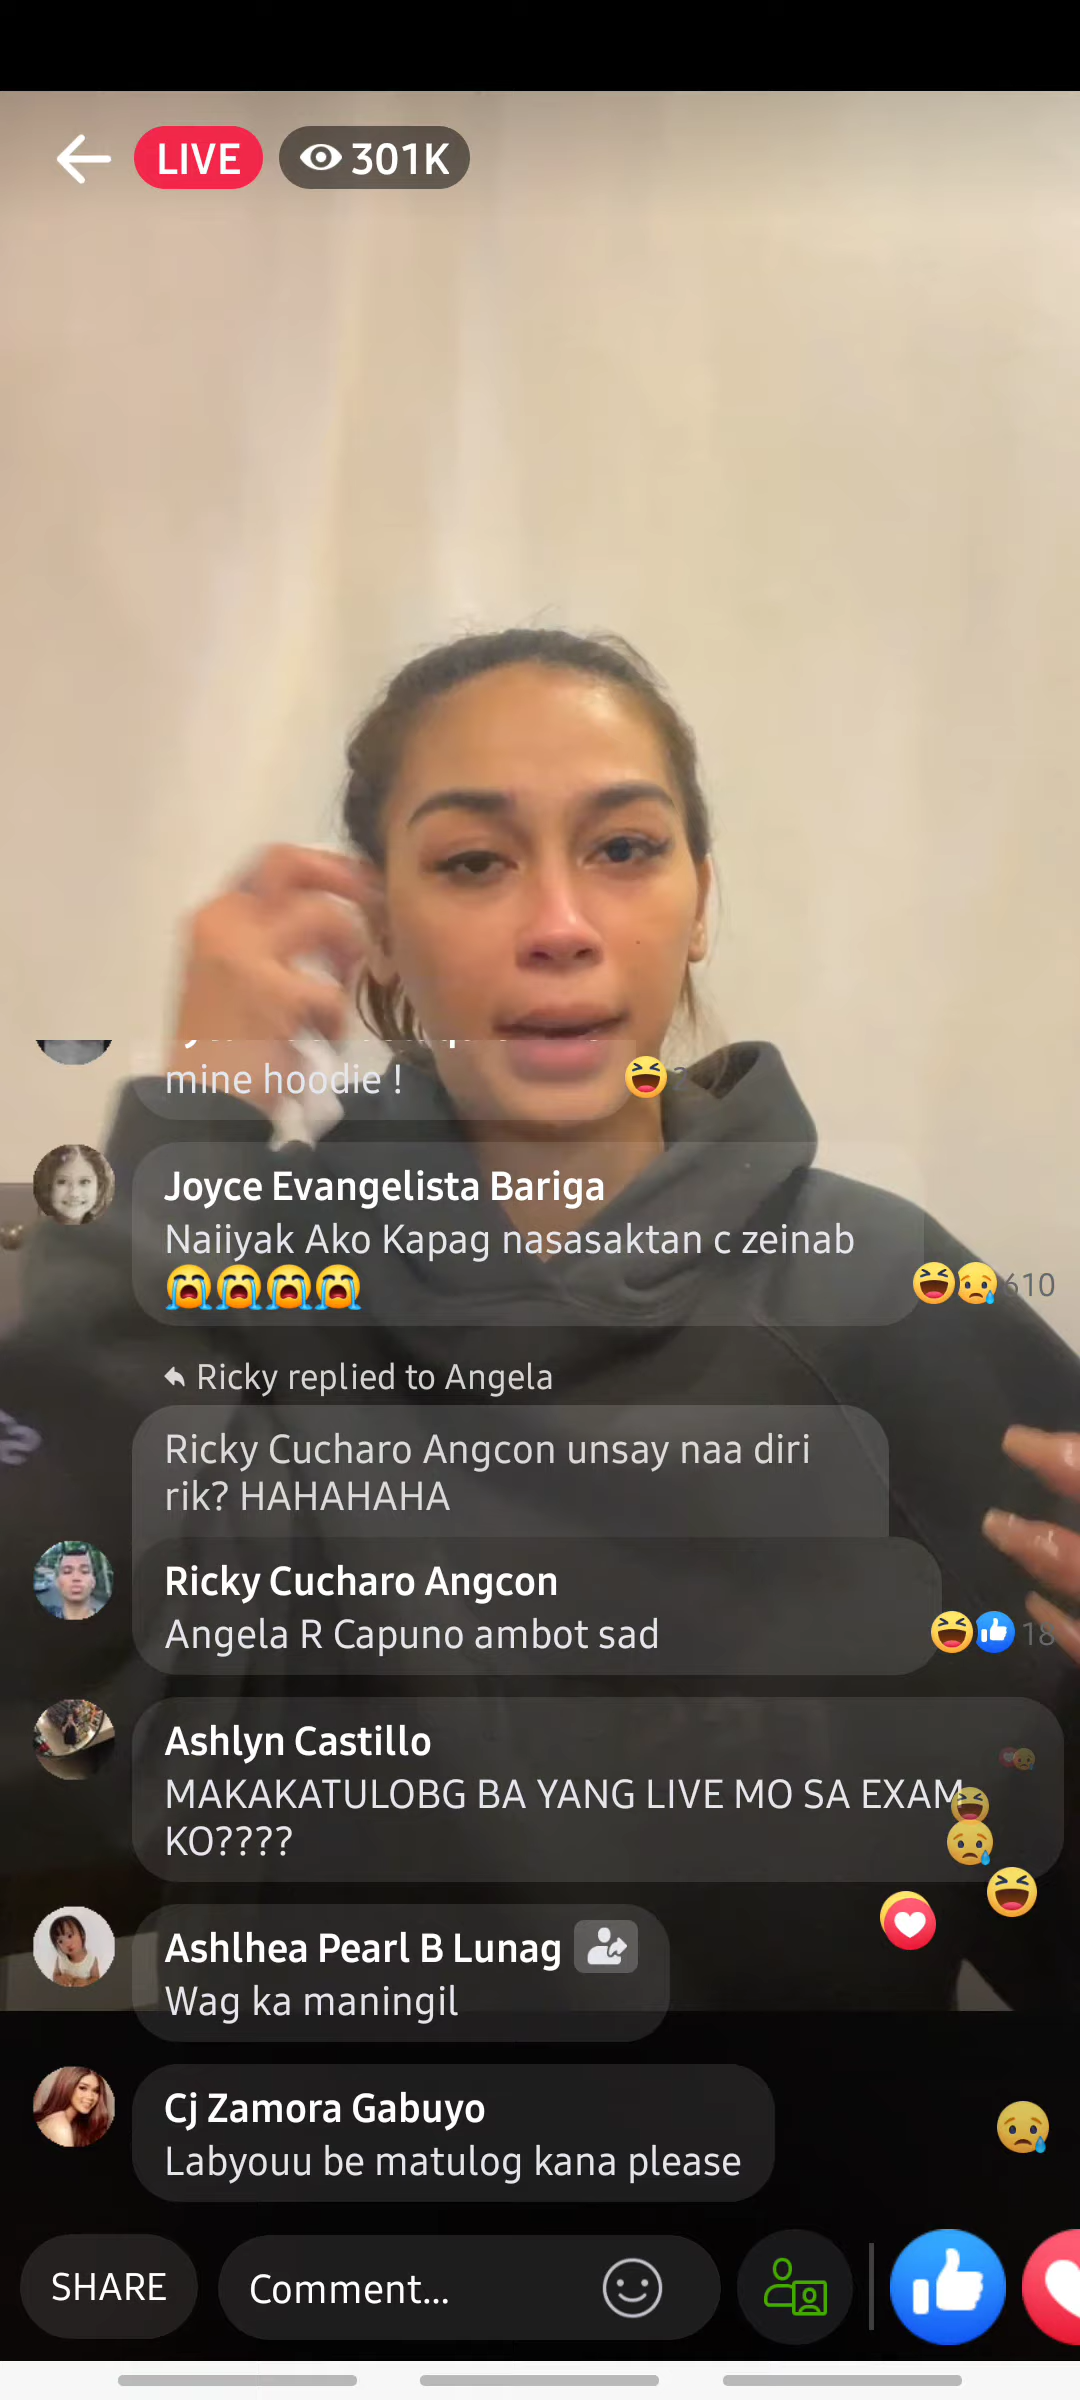 LIVE
301K
mine hoodie !
Joyce Evangelista Bariga
Naiiyak Ako Kapag nasasaktan c zeinab
😭😭😭😭
610
Ricky replied to Angela
Ricky Cucharo Angcon unsay naa diri
rik? HAHAHAHA
Ricky Cucharo Angcon
Angela R Capuno ambot sad
18
Ashlyn Castillo
MAKAKATULOBG BA YANG LIVE MO SA EXAM
KO????
Ashlhea Pearl B Lunag
Wag ka maningil
Cj Zamora Gabuyo
Labyouu be matulog kana please
SHARE
Comment...